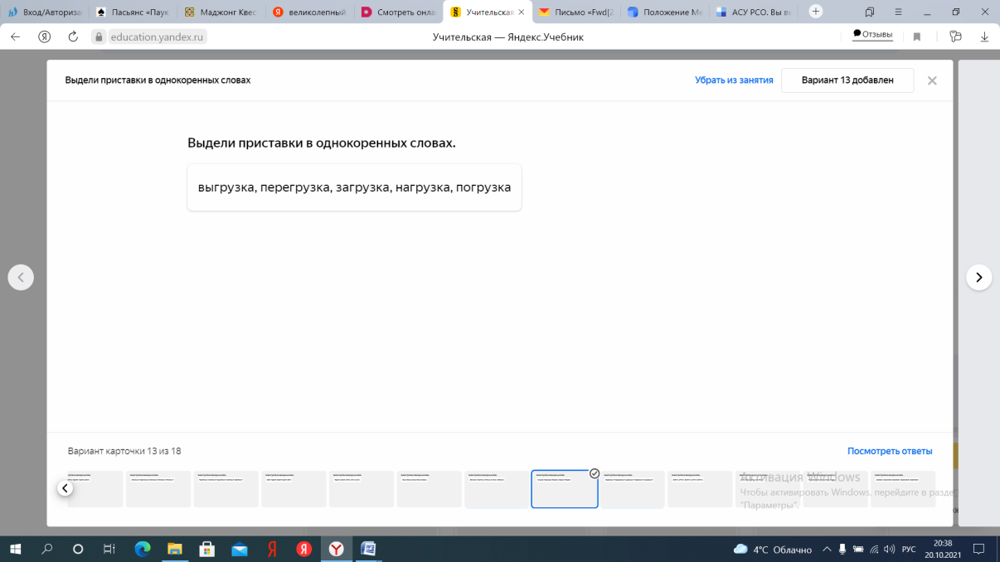 Вход/Авториза
Пасьянс «Паук
Маджонг Квес
великолепный
Смотреть онла
Учительская
Письмо «Fwd[2
Положение Ме
АСУ РСО. Вы вы
education.yandex.ru
Учительская — Яндекс.Учебник
Отзывы
Выдели приставки в однокоренных словах
Убрать из занятия
Вариант 13 добавлен
Выдели приставки в однокоренных словах.
выгрузка, перегрузка, загрузка, нагрузка, погрузка
Вариант карточки 13 из 18
Посмотреть ответы
Активация Windows
Чтобы активировать Windows, перейдите в разде
"Параметры".
4°C Облачно
РУС
20:38
20.10.2021